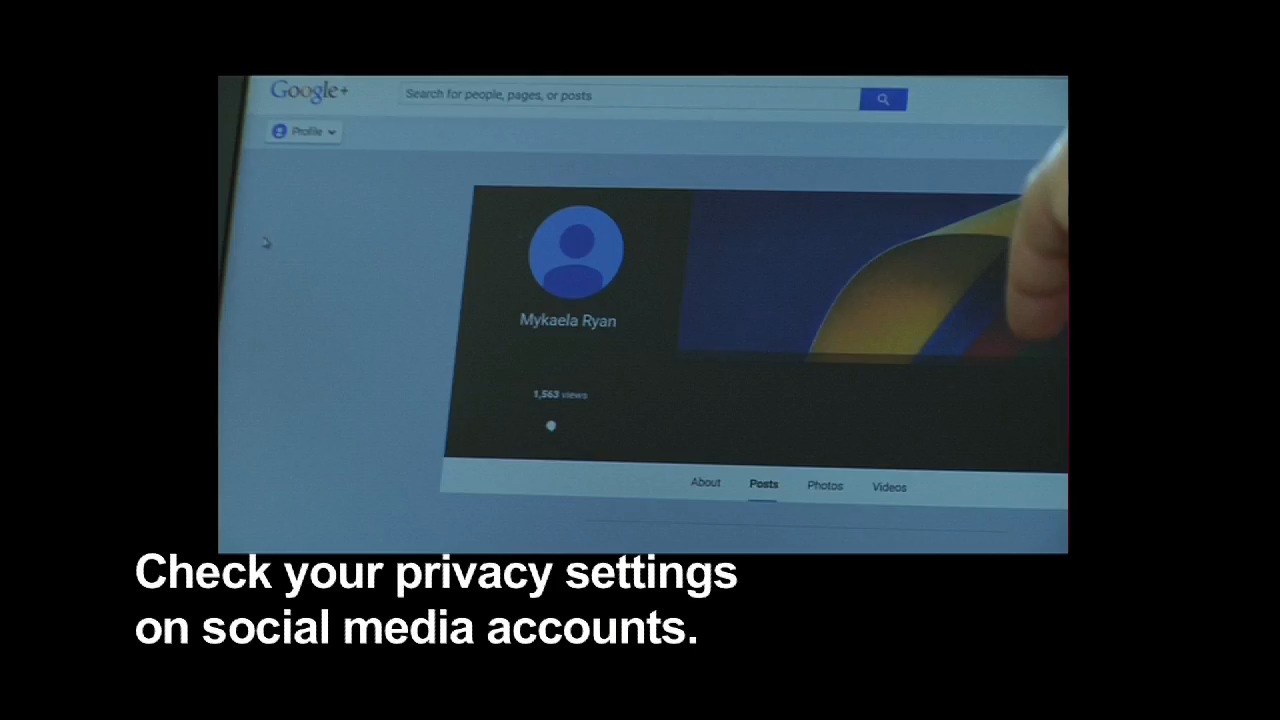 Google+
Search for people, pages, or posts
Profile
Mykaela Ryan
1,563 views
About Posts Photos Videos
Check your privacy settings
on social media accounts.